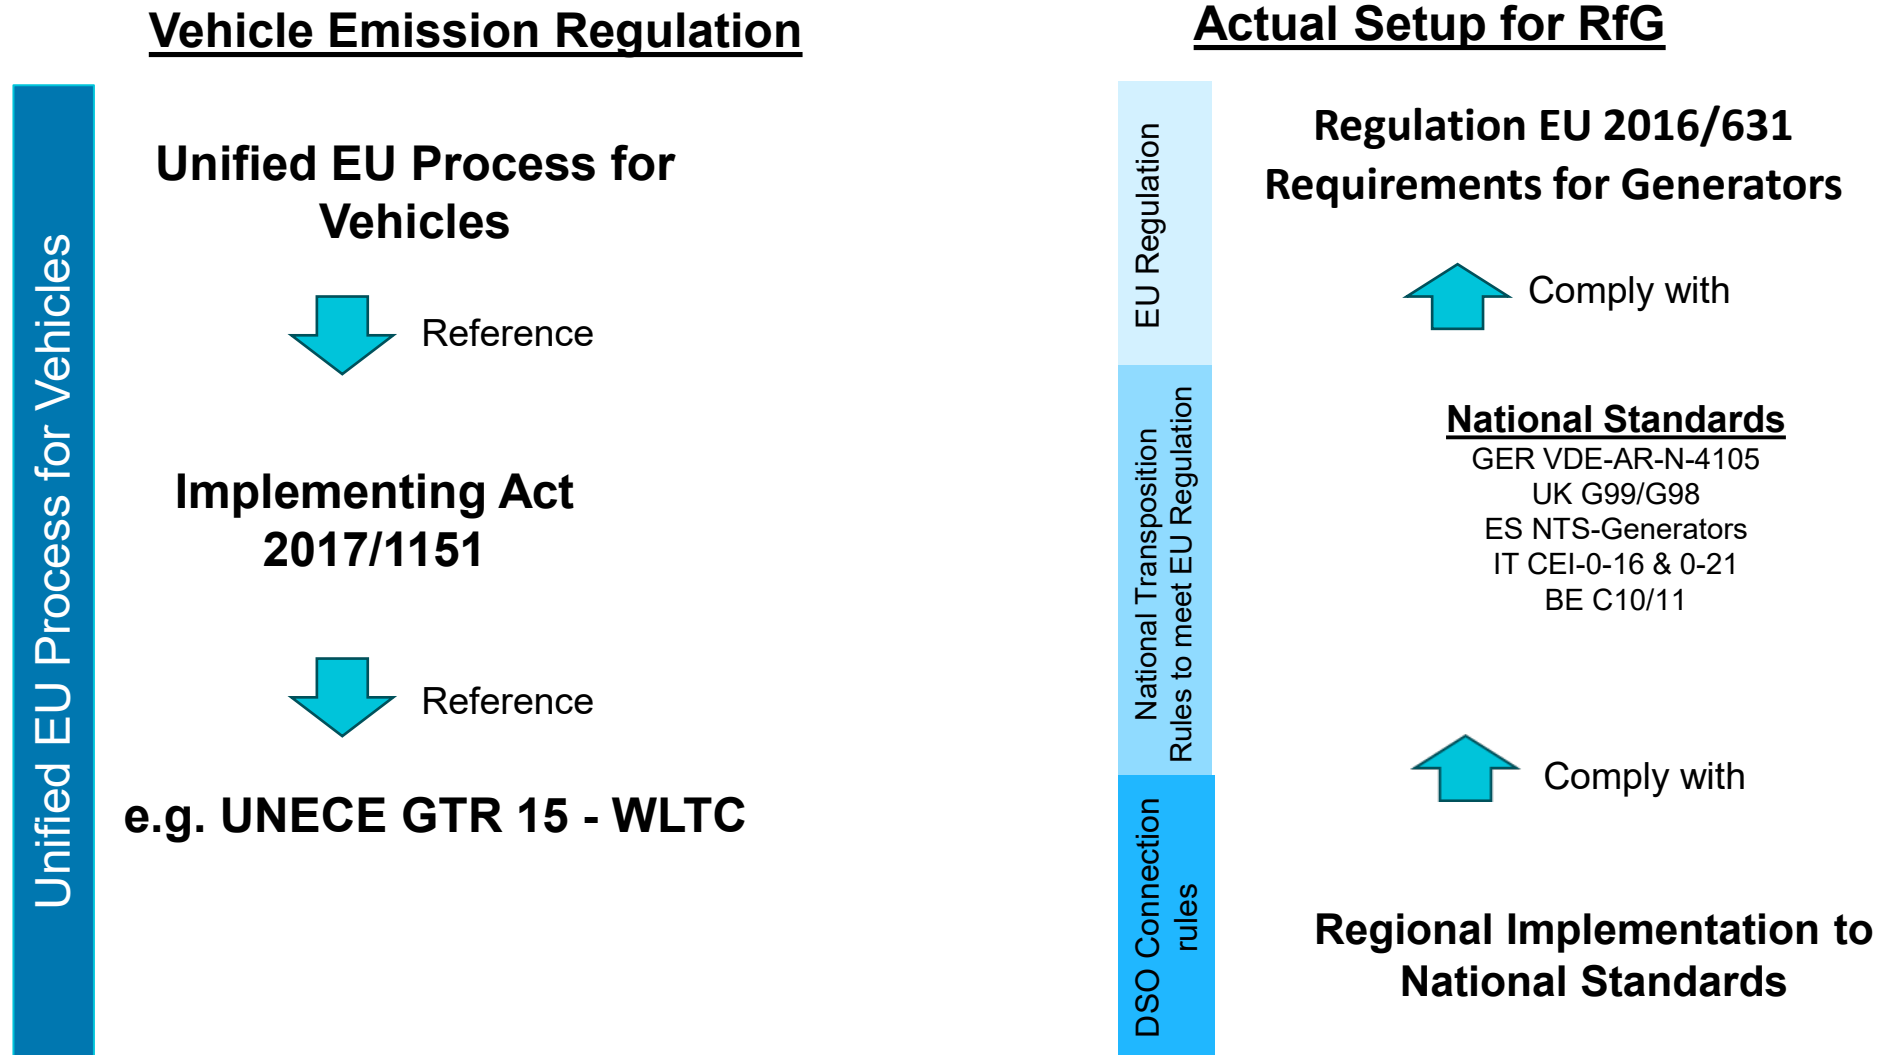 Vehicle Emission Regulation
Unified EU Process for Vehicles
Unified EU Process for
Vehicles
Reference
Implementing Act
2017/1151
Reference
e.g. UNECE GTR 15 - WLTC
Actual Setup for RfG
EU Regulation
Regulation EU 2016/631
Requirements for Generators
Comply with
National Transposition
Rules to meet EU Regulation
National Standards
GER VDE-AR-N-4105
UK G99/G98
ES NTS-Generators
IT CEI-0-16 & 0-21
BE C10/11
Comply with
DSO Connection
rules
Regional Implementation to
National Standards